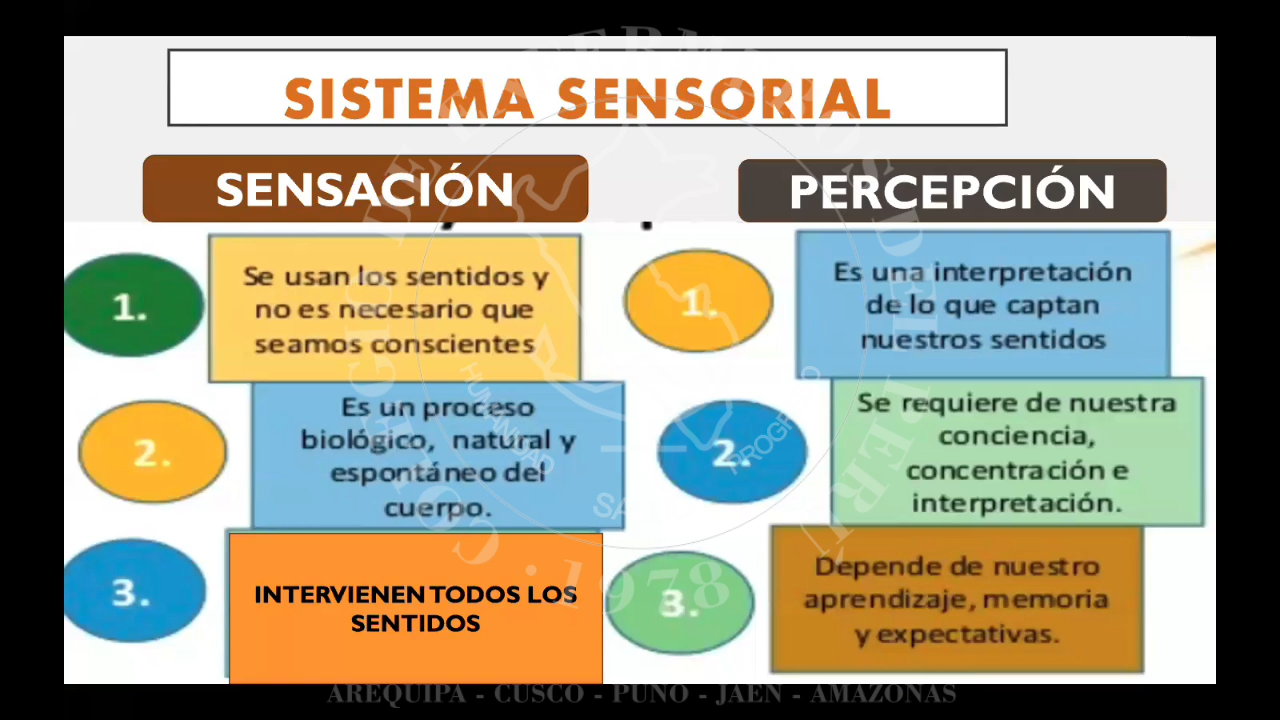 SISTEMA SENSORIAL
SENSACIÓN
1.
Se usan los sentidos y
no es necesario que
seamos conscientes
2.
Es un proceso
biológico, natural y
espontáneo del
cuerpo.
3.
INTERVIENEN TODOS LOS
SENTIDOS
PERCEPCIÓN
1.
Es una interpretación
de lo que captan
nuestros sentidos
2.
Se requiere de nuestra
conciencia,
concentración e
interpretación.
3.
Depende de nuestro
aprendizaje, memoria
y expectativas.
HUMANIDAD
PROGRESO
· 1978
AREQUIPA - CUSCO - PUNO - JAEN - AMAZONAS